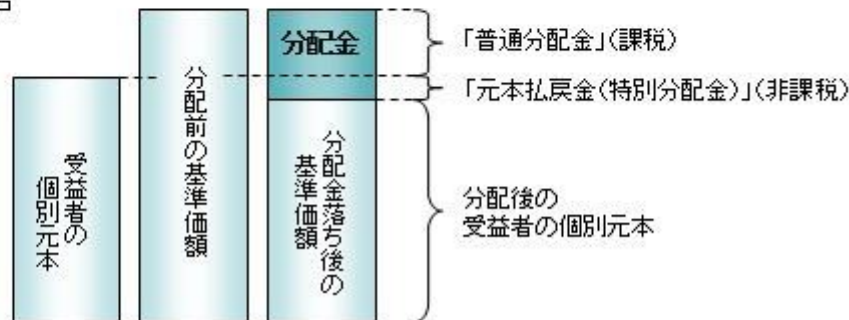 分配金
「普通分配金」(課税)
「元本払戻金(特別分配金)」(非課税)
受益者の
個別元本
分配前の基準価額
分配金落ち後の
基準価額
分配後の
受益者の個別元本